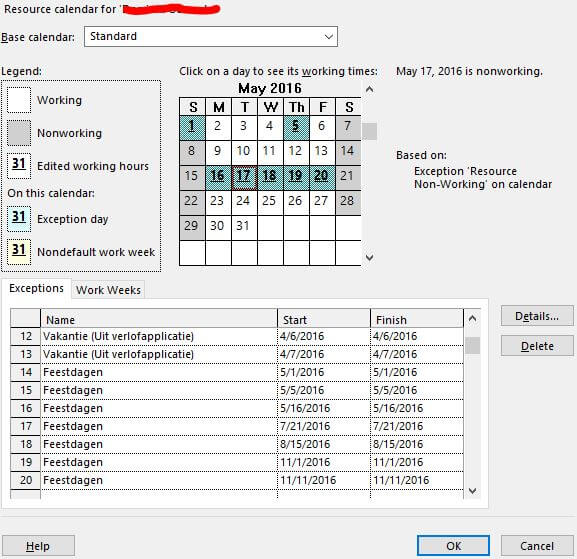 Resource calendar for '
Base calendar: Standard
Legend:
Working
Nonworking
31 Edited working hours
On this calendar:
31 Exception day
31 Nondefault work week
Click on a day to see its working times:
May 2016
S M T W Th F S
1 2 3 4 5 6 7
8 9 10 11 12 13 14
15 16 17 18 19 20 21
22 23 24 25 26 27 28
29 30 31
May 17, 2016 is nonworking.
Based on:
Exception 'Resource
Non-Working' on calendar
Exceptions Work Weeks
Name Start Finish
12 Vakantie (Uit verlofapplicatie) 4/6/2016 4/6/2016
13 Vakantie (Uit verlofapplicatie) 4/7/2016 4/7/2016
14 Feestdagen 5/1/2016 5/1/2016
15 Feestdagen 5/5/2016 5/5/2016
16 Feestdagen 5/16/2016 5/16/2016
17 Feestdagen 7/21/2016 7/21/2016
18 Feestdagen 8/15/2016 8/15/2016
19 Feestdagen 11/1/2016 11/1/2016
20 Feestdagen 11/11/2016 11/11/2016
Details...
Delete
Help
OK
Cancel